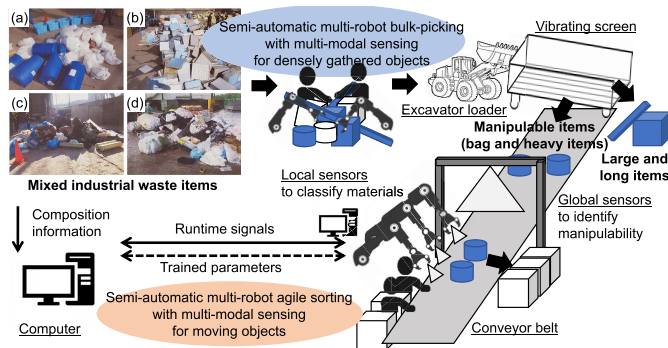 (a)
(b)
(c)
(d)
Mixed industrial waste items
Semi-automatic multi-robot bulk-picking
with multi-modal sensing
for densely gathered objects
Vibrating screen
Excavator loader
Manipulable items
(bag and heavy items)
Large and
long items
Local sensors
to classify materials
Global sensors
to identify
manipulability
Composition
information
Runtime signals
Trained parameters
Semi-automatic multi-robot agile sorting
with multi-modal sensing
for moving objects
Computer
Conveyor belt